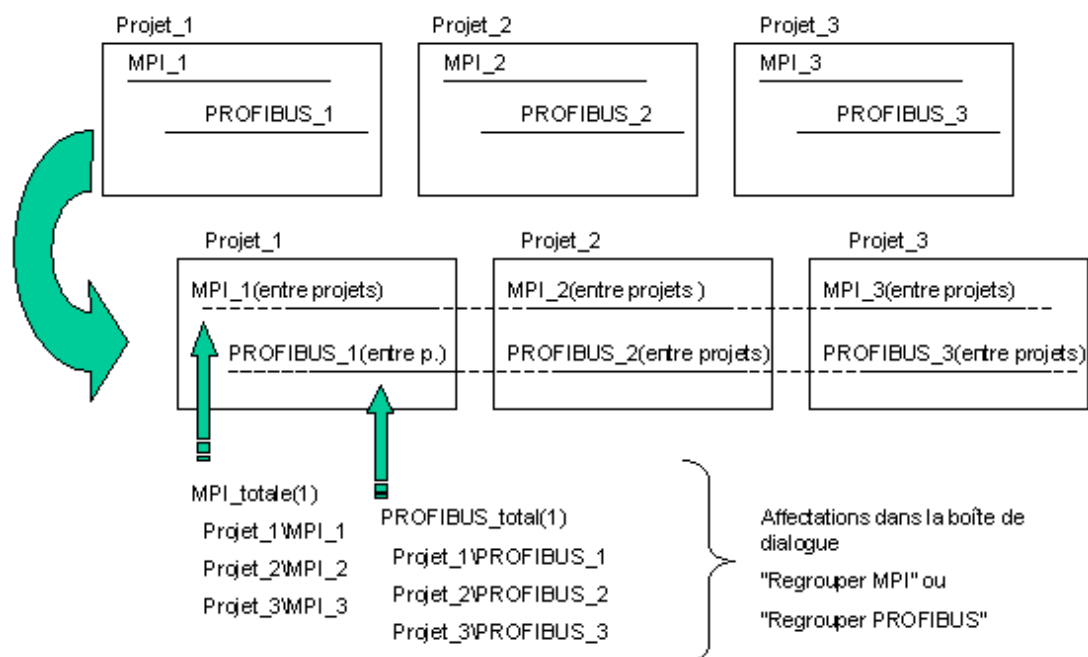 Projet_1
Projet_2
Projet_3
MPI_1
MPI_2
MPI_3
PROFIBUS_1
PROFIBUS_2
PROFIBUS_3
Projet_1
Projet_2
Projet_3
MPI_1(entre projets)
MPI_2(entre projets )
MPI_3(entre projets)
PROFIBUS_1(entre p.)
PROFIBUS_2(entre projets)
PROFIBUS_3(entre projets)
MPI_totale(1)
Projet_1\MPI_1
Projet_2\MPI_2
Projet_3\MPI_3
PROFIBUS_total(1)
Projet_1\PROFIBUS_1
Projet_2\PROFIBUS_2
Projet_3\PROFIBUS_3
Affectations dans la boîte de
dialogue
"Regrouper MPI" ou
"Regrouper PROFIBUS"